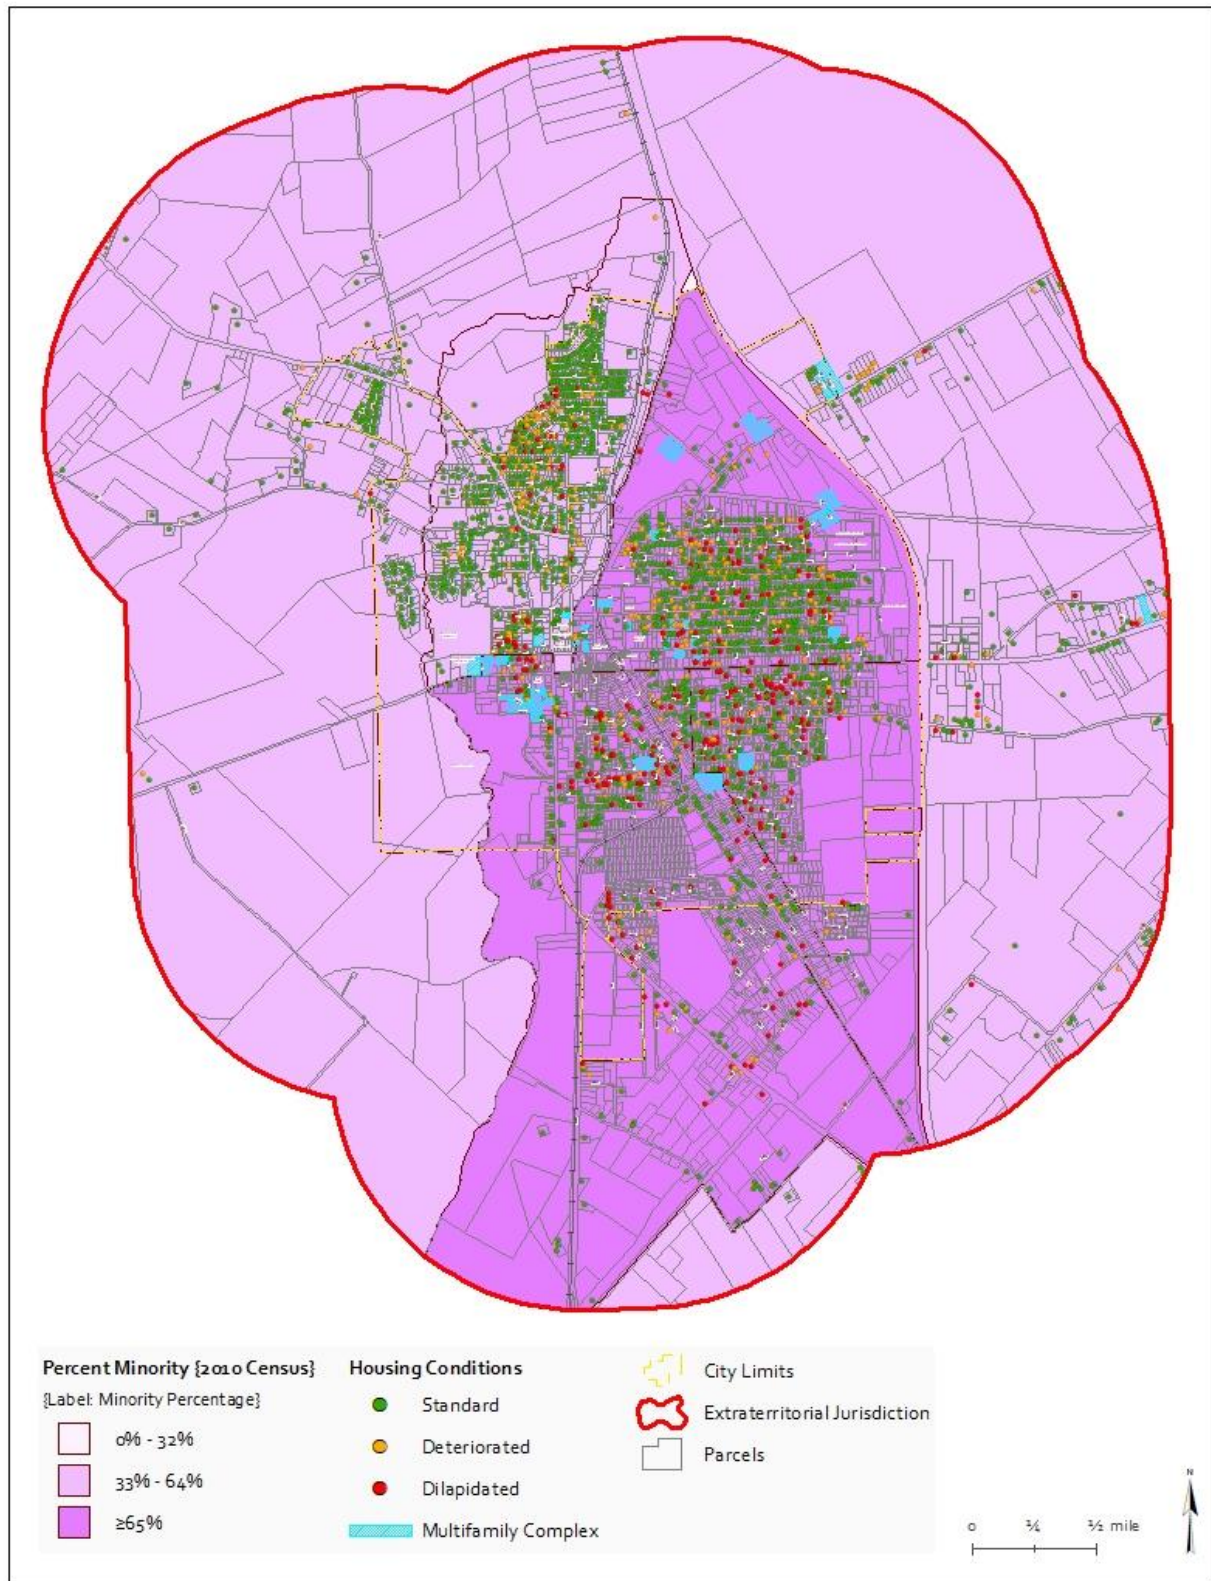 Percent Minority {2010 Census}
{Label: Minority Percentage}
0% - 32%
33% - 64%
≥65%
Housing Conditions
Standard
Deteriorated
Dilapidated
Multifamily Complex
City Limits
Extraterritorial Jurisdiction
Parcels
N
0 ¼ ½ mile